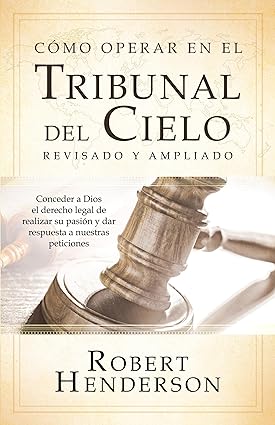 CÓMO OPERAR EN EL
TRIBUNAL
DEL CIELO
REVISADO Y AMPLIADO
Conceder a Dios
el derecho legal de
realizar su pasión y dar
respuesta a nuestras
peticiones
ROBERT
HENDERSON